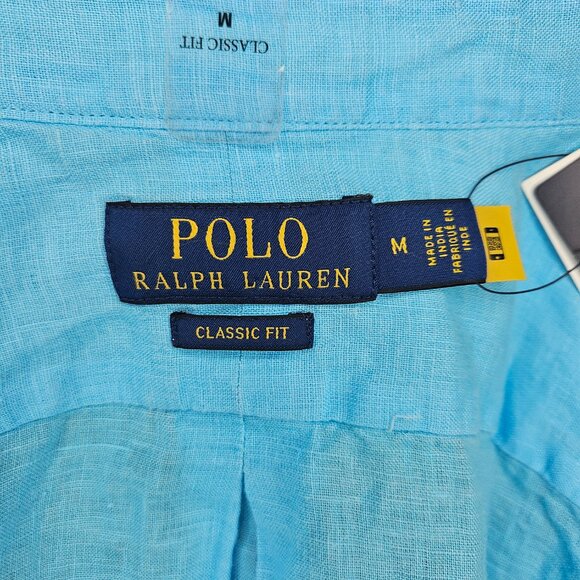 CLASSIC FIT
M
POLO
RALPH LAUREN
CLASSIC FIT
M
MADE IN
INDIA
FABRIQUÉ EN
INDE